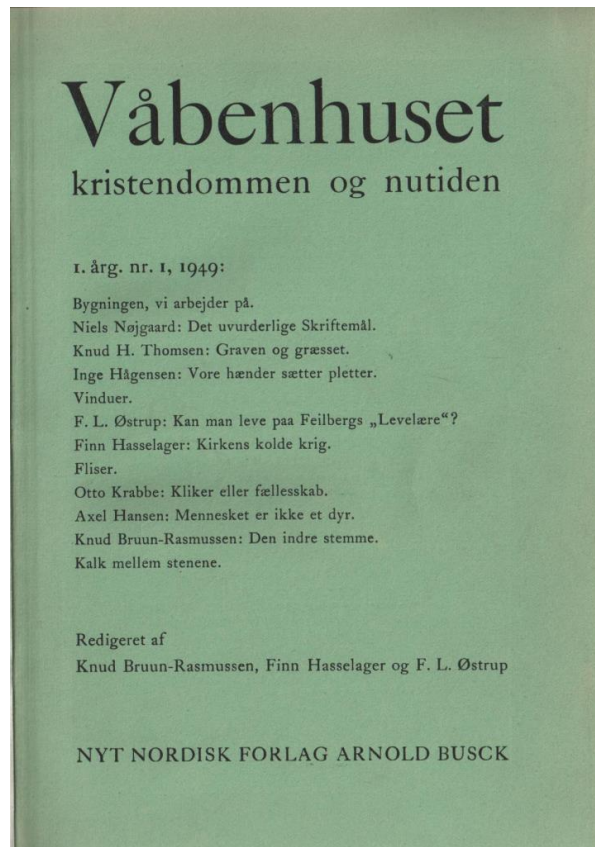 Våbenhuset
kristendommen og nutiden
1. årg. nr. 1, 1949:
Bygningen, vi arbejder på.
Niels Nøjgaard: Det uvurderlige Skriftemål.
Knud H. Thomsen: Graven og græsset.
Inge Hågensen: Vore hænder sætter pletter.
Vinduer.
F. L. Østrup: Kan man leve paa Feilbergs „Levelære“?
Finn Hasselager: Kirkens kolde krig.
Fliser.
Otto Krabbe: Kliker eller fællesskab.
Axel Hansen: Mennesket er ikke et dyr.
Knud Bruun-Rasmussen: Den indre stemme.
Kalk mellem stenene.
Redigeret af
Knud Bruun-Rasmussen, Finn Hasselager og F. L. Østrup
NYT NORDISK FORLAG ARNOLD BUSCK